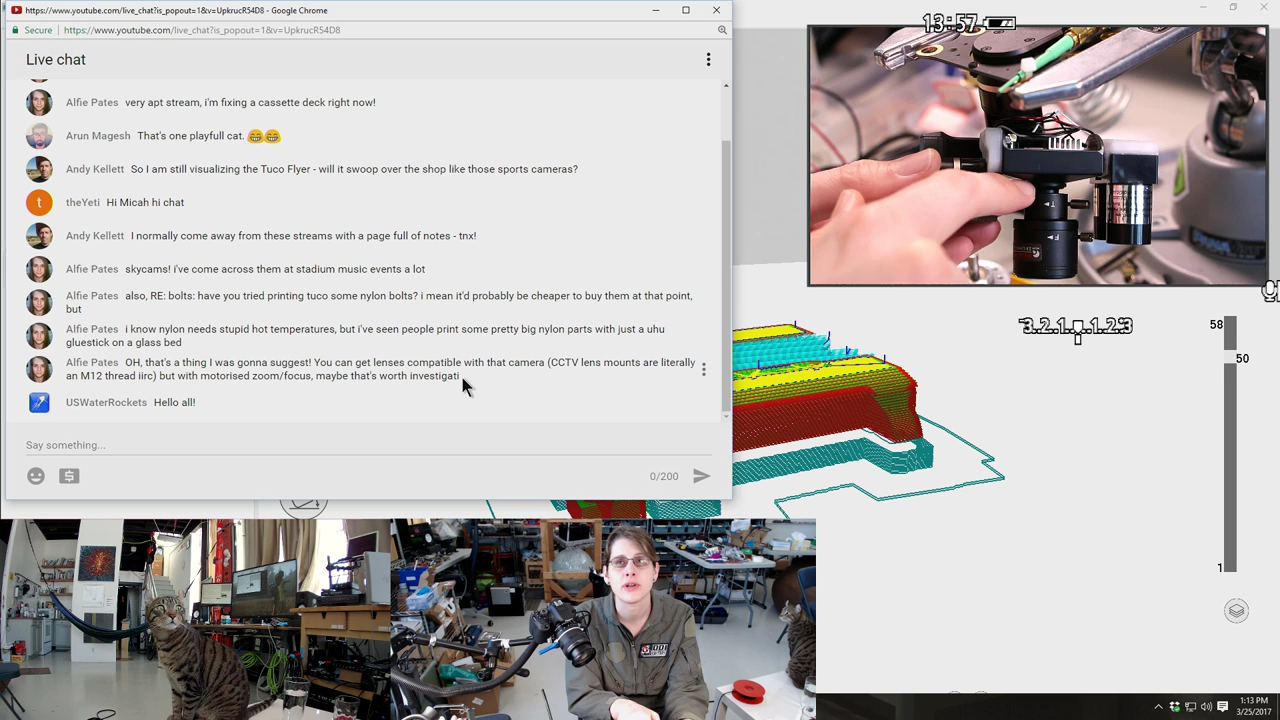 https://www.youtube.com/live_chat?is_popout=1&v=UpkrucR54D8 - Google Chrome
Secure https://www.youtube.com/live_chat?is_popout=1&v=UpkrucR54D8
Live chat
Alfie Pates very apt stream, i'm fixing a cassette deck right now!
Arun Magesh That's one playfull cat. 😂😂
Andy Kellett So I am still visualizing the Tuco Flyer - will it swoop over the shop like those sports cameras?
t theYeti Hi Micah hi chat
Andy Kellett I normally come away from these streams with a page full of notes - tnx!
Alfie Pates skycams! i've come across them at stadium music events a lot
Alfie Pates also, RE: bolts: have you tried printing tuco some nylon bolts? i mean it'd probably be cheaper to buy them at that point,
but
Alfie Pates i know nylon needs stupid hot temperatures, but i've seen people print some pretty big nylon parts with just a uhu
gluestick on a glass bed
Alfie Pates OH, that's a thing I was gonna suggest! You can get lenses compatible with that camera (CCTV lens mounts are literally
an M12 thread iirc) but with motorised zoom/focus, maybe that's worth investigati
USWaterRockets Hello all!
Say something...
0/200
13:57
T
F
-3.2.1.0.1.2.3
58
50
1
1:13 PM
3/25/2017